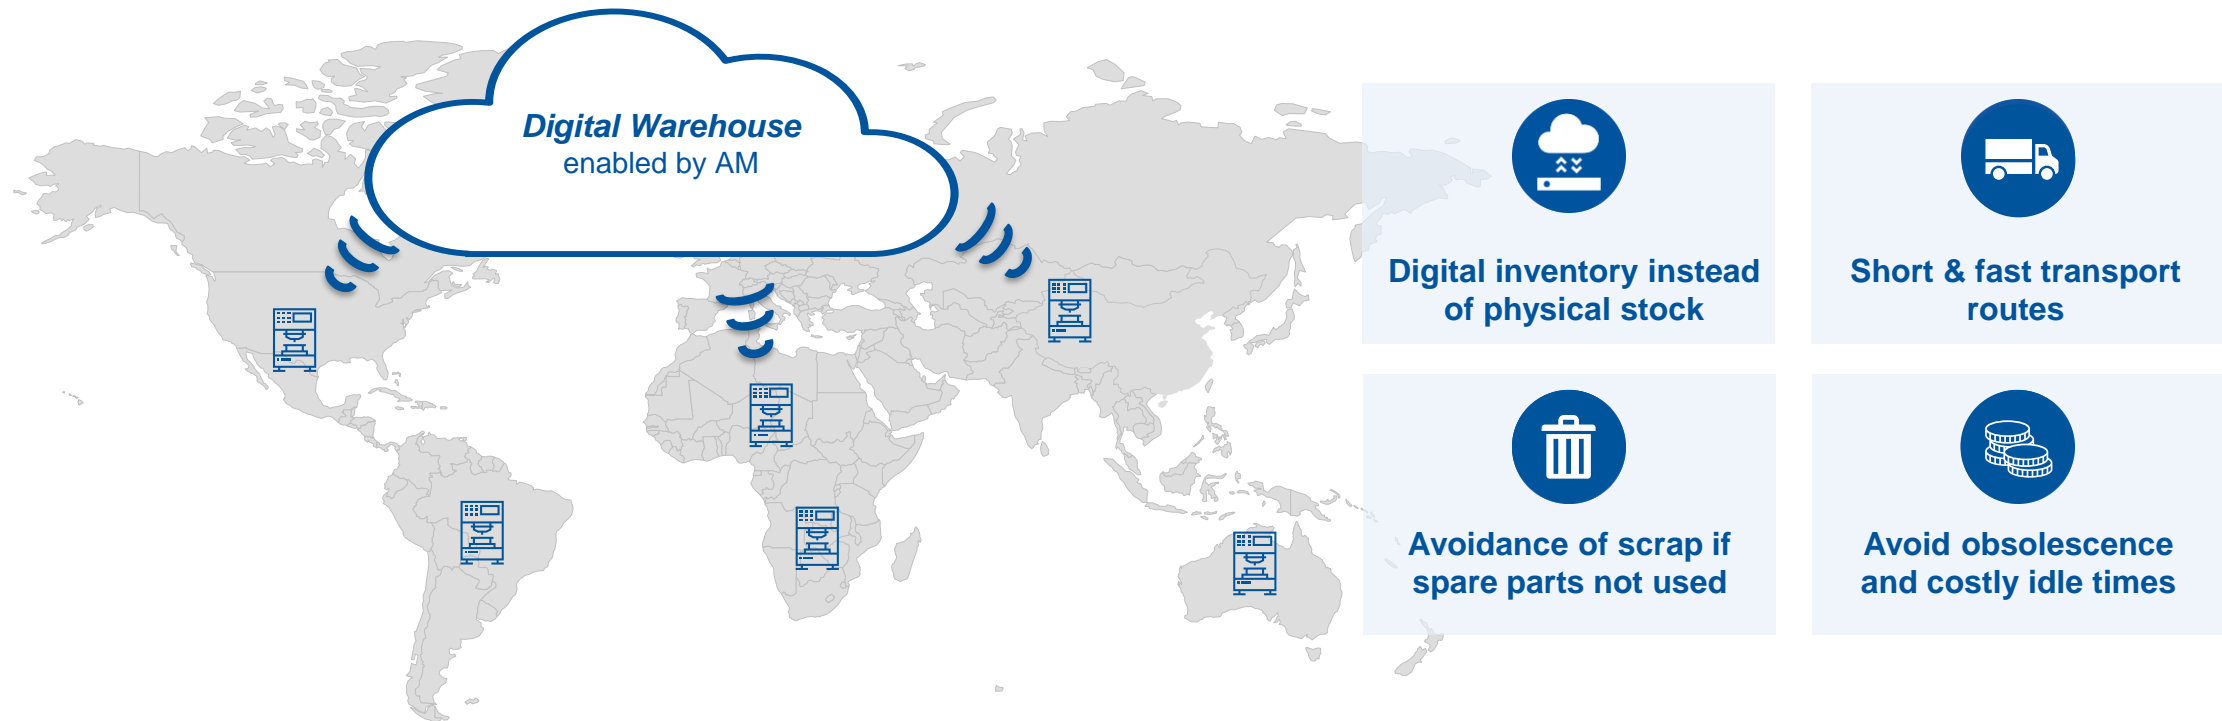 Digital Warehouse
enabled by AM
Digital inventory instead
of physical stock
Short & fast transport
routes
Avoidance of scrap if
spare parts not used
Avoid obsolescence
and costly idle times